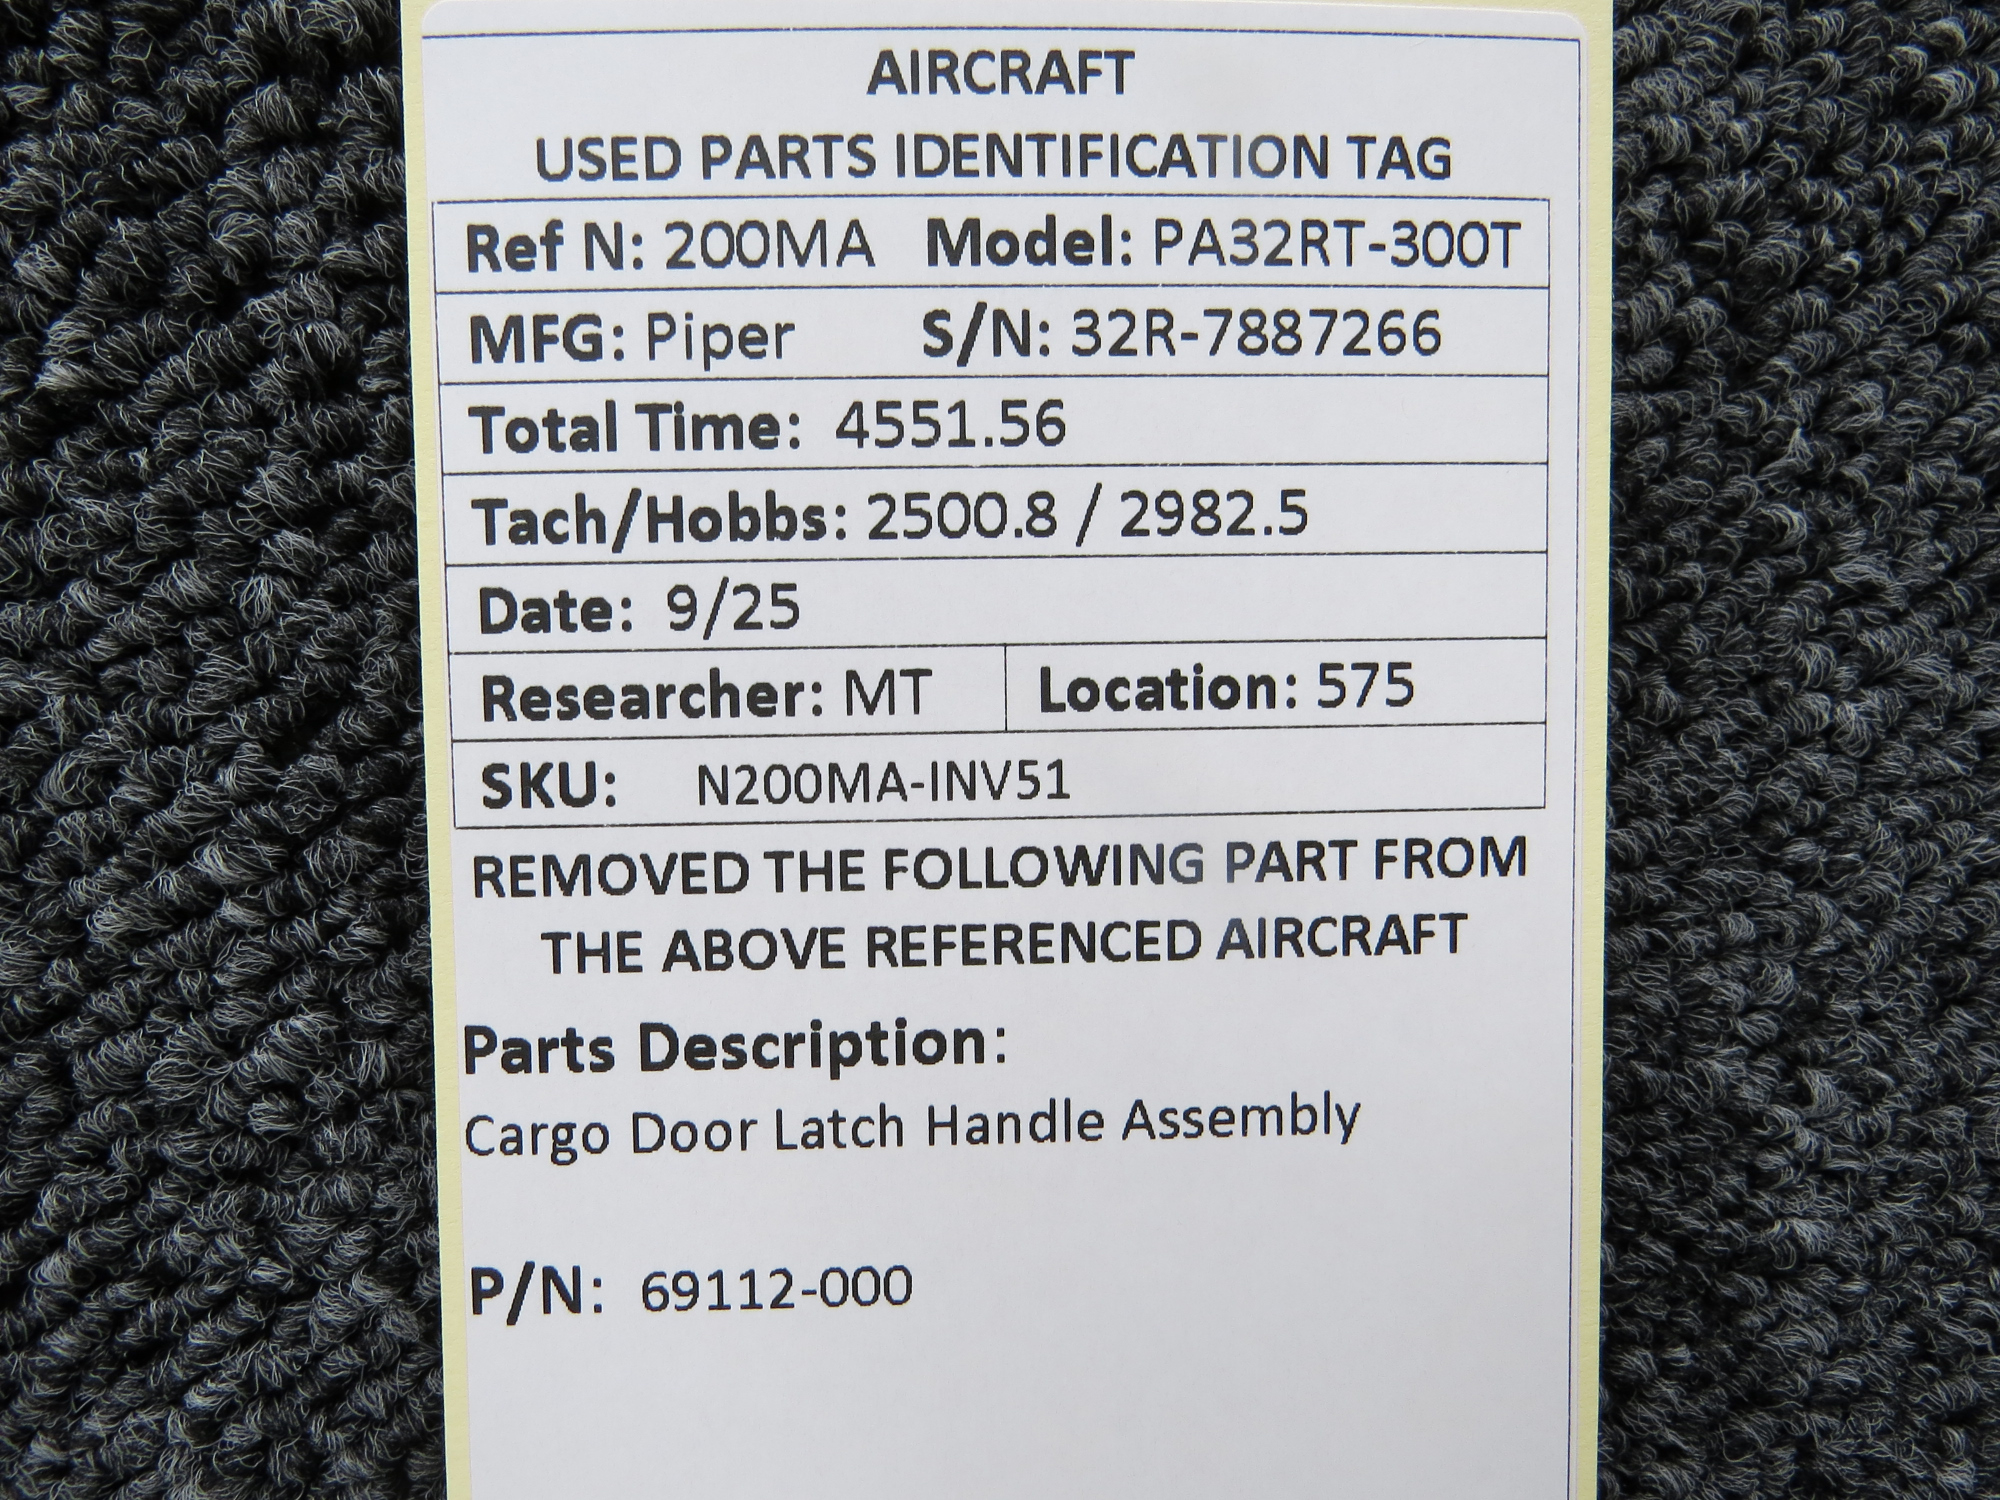 AIRCRAFT
USED PARTS IDENTIFICATION TAG
Ref N: 200MA Model: PA32RT-300T
MFG: Piper S/N: 32R-7887266
Total Time: 4551.56
Tach/Hobbs: 2500.8 / 2982.5
Date: 9/25
Researcher: MT Location: 575
SKU: N200MA-INV51
REMOVED THE FOLLOWING PART FROM
THE ABOVE REFERENCED AIRCRAFT
Parts Description:
Cargo Door Latch Handle Assembly
P/N: 69112-000